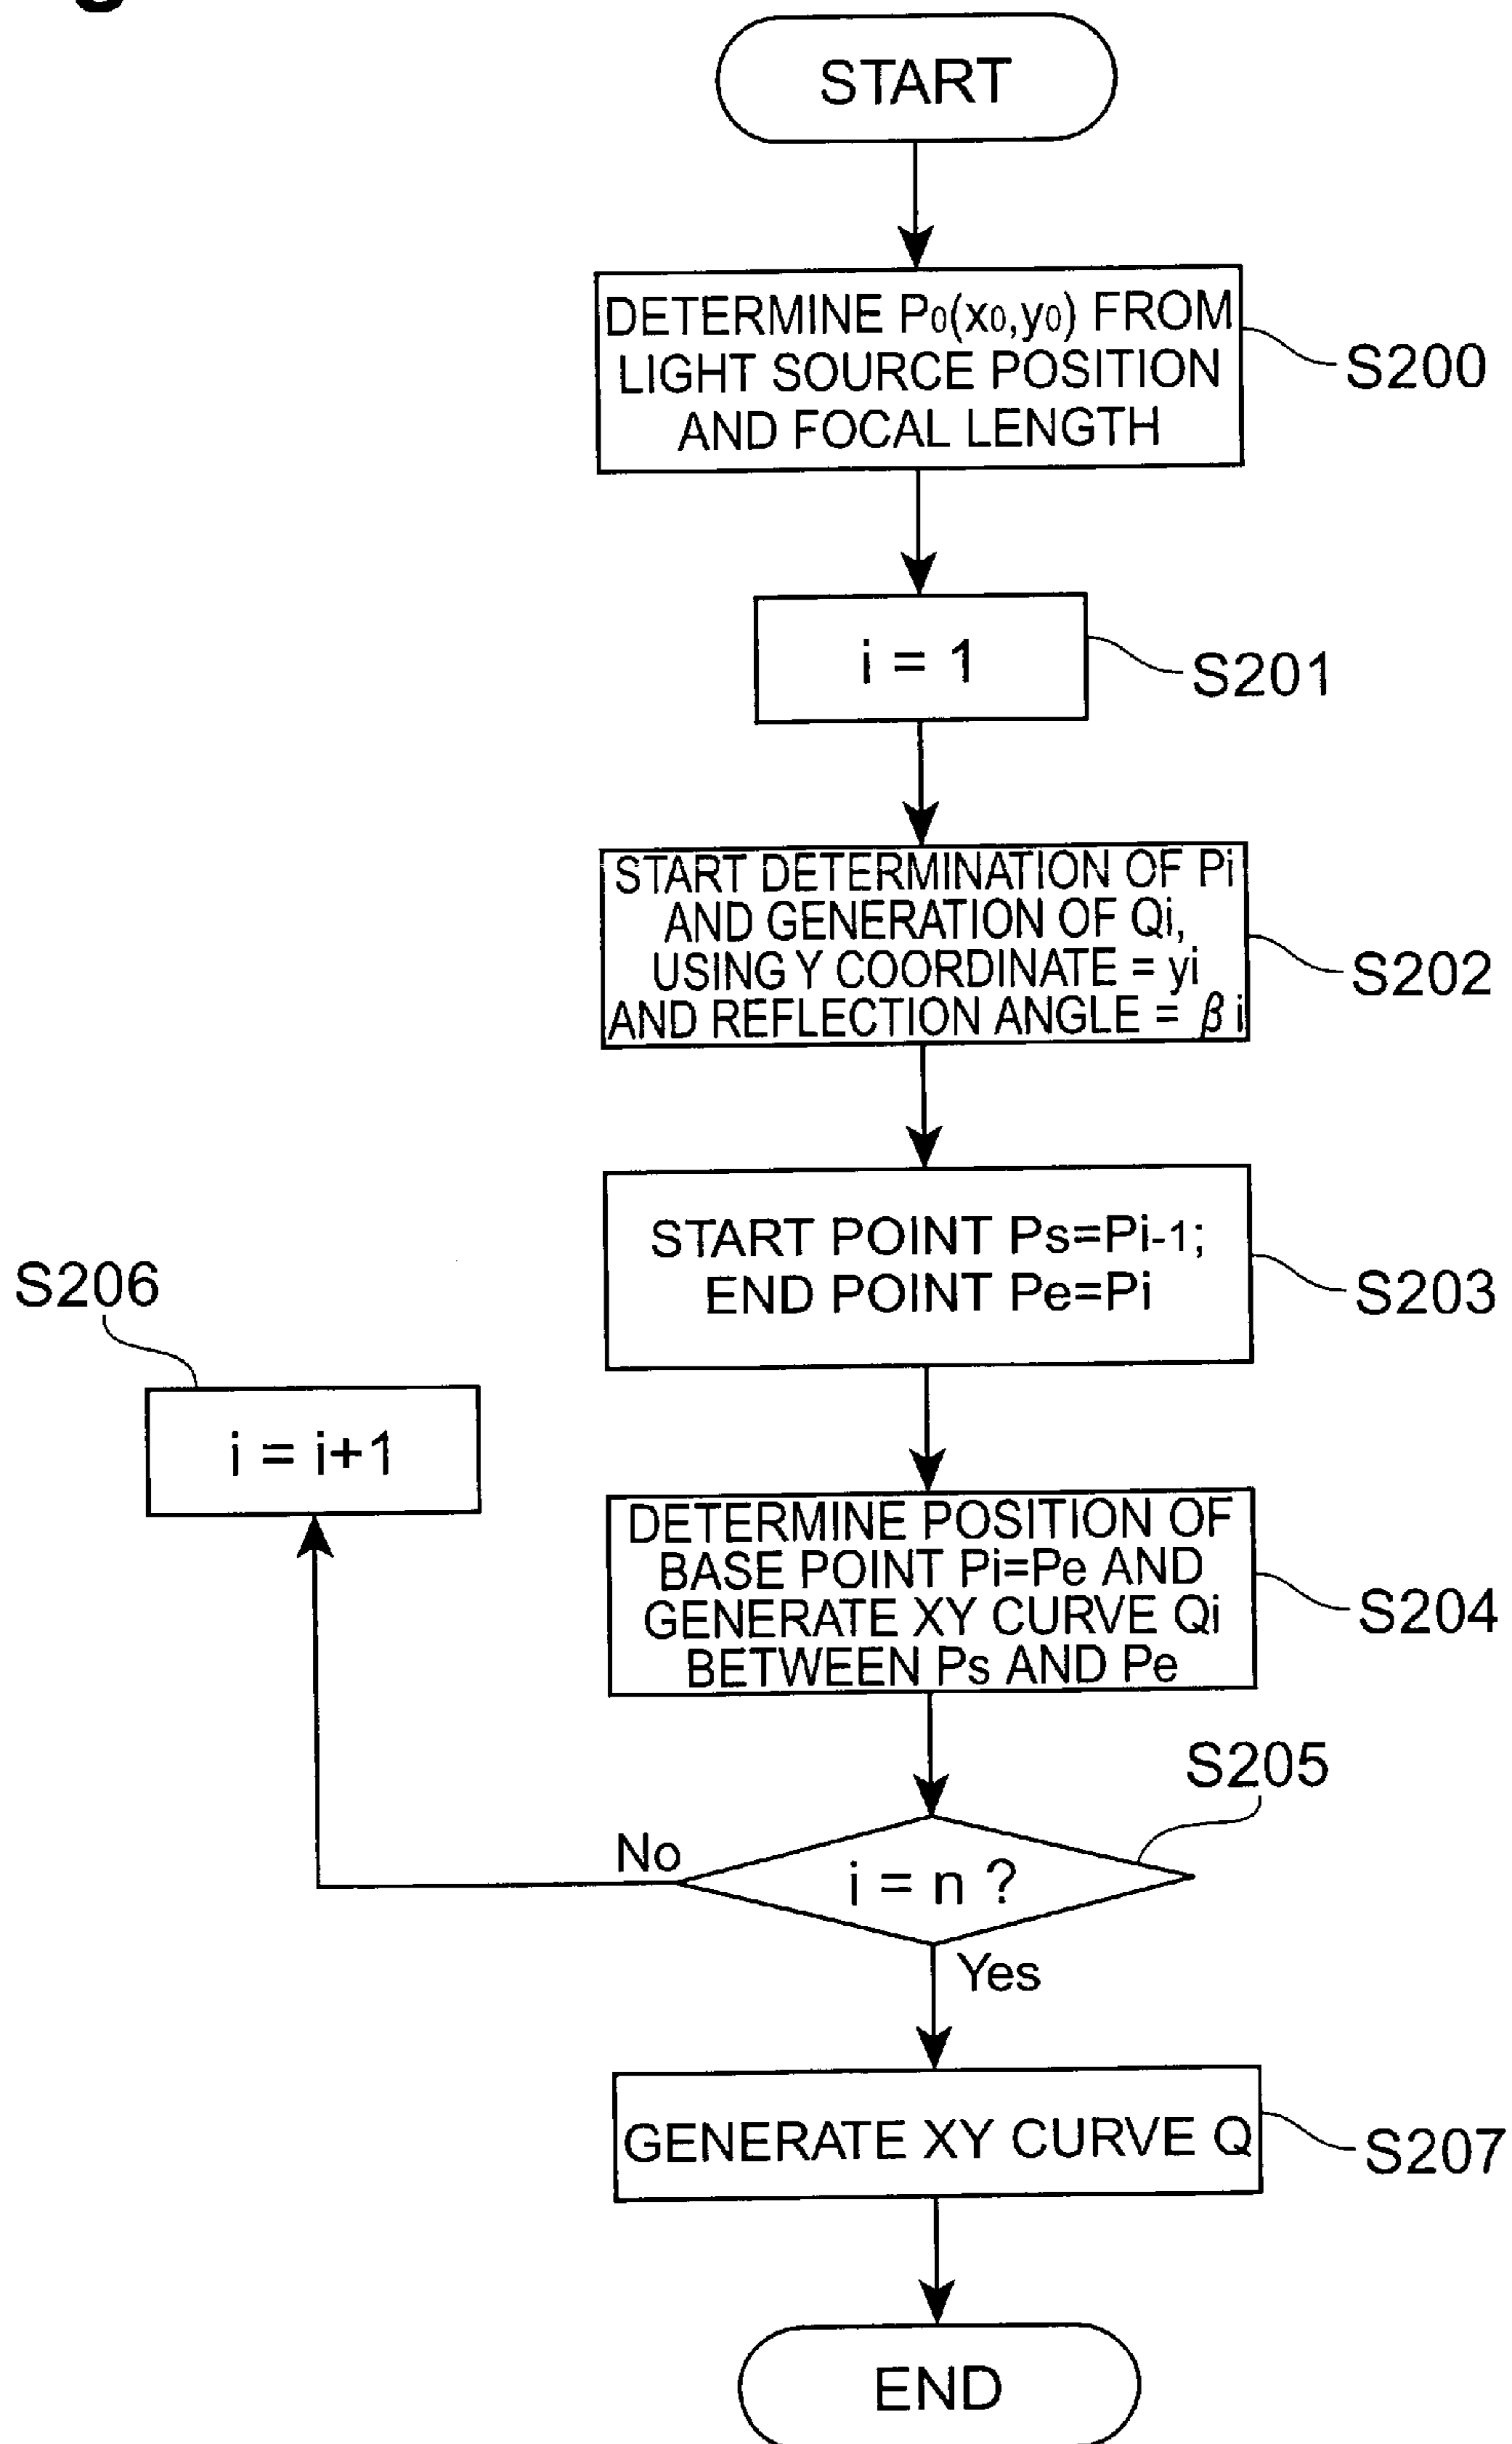 START
DETERMINE P0(x0,y0) FROM
LIGHT SOURCE POSITION
AND FOCAL LENGTH
S200
i = 1
S201
START DETERMINATION OF Pi
AND GENERATION OF Qi,
USING Y COORDINATE = yi
AND REFLECTION ANGLE = β i
S202
START POINT Ps=Pi-1;
END POINT Pe=Pi
S203
S206
i = i+1
DETERMINE POSITION OF
BASE POINT Pi=Pe AND
GENERATE XY CURVE Qi
BETWEEN Ps AND Pe
S204
S205
No
i = n ?
Yes
GENERATE XY CURVE Q
S207
END